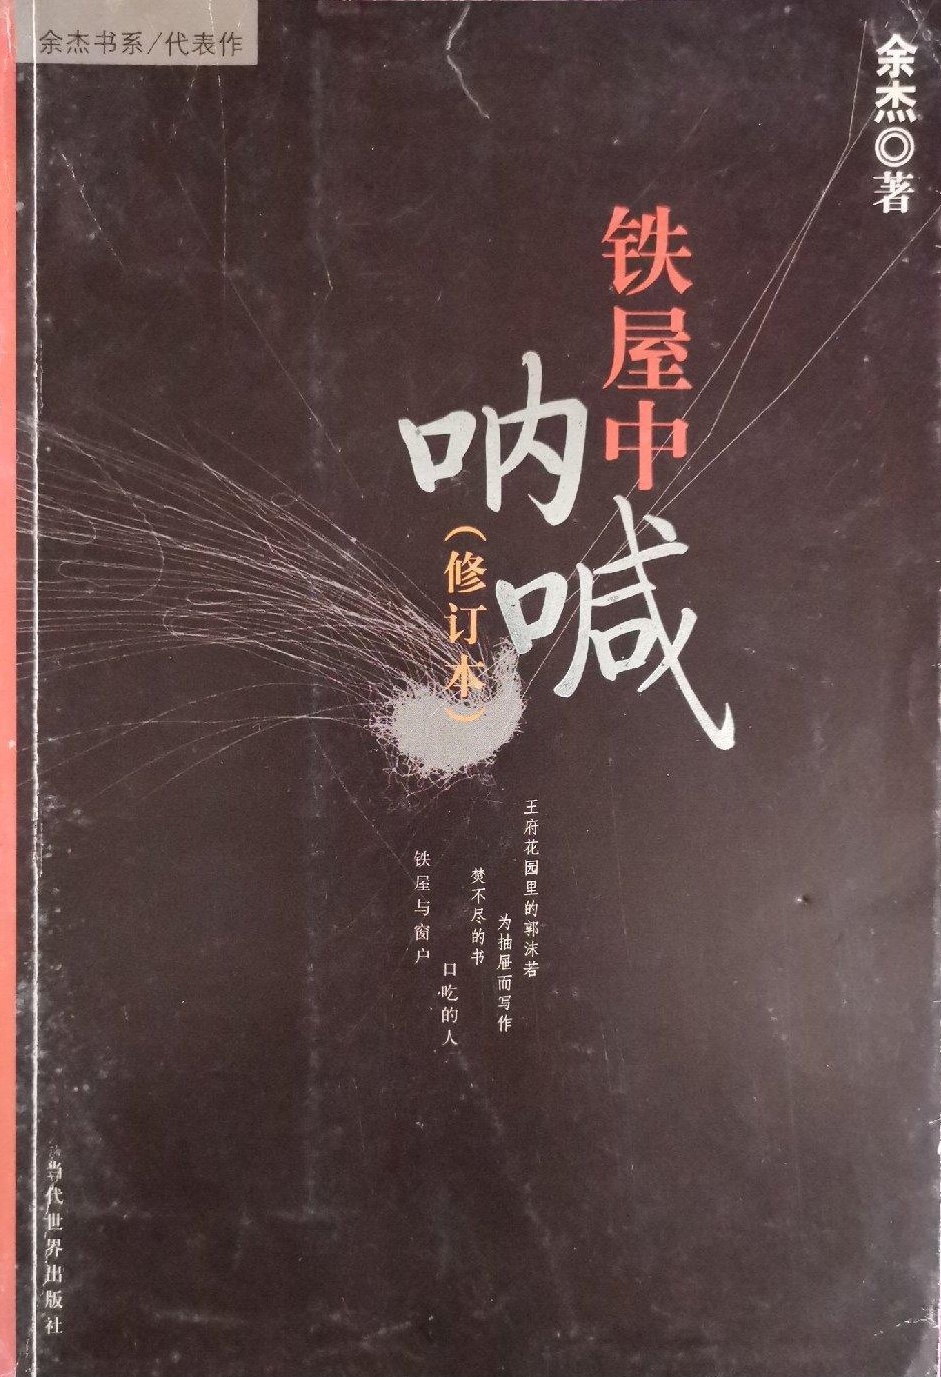 余杰书系/代表作
余杰◎著
铁屋中
呐喊
（修订本）
王府花园里的郭沫若
为抽屉而写作
焚不尽的书
口吃的人
铁屋与窗户
当代世界出版社